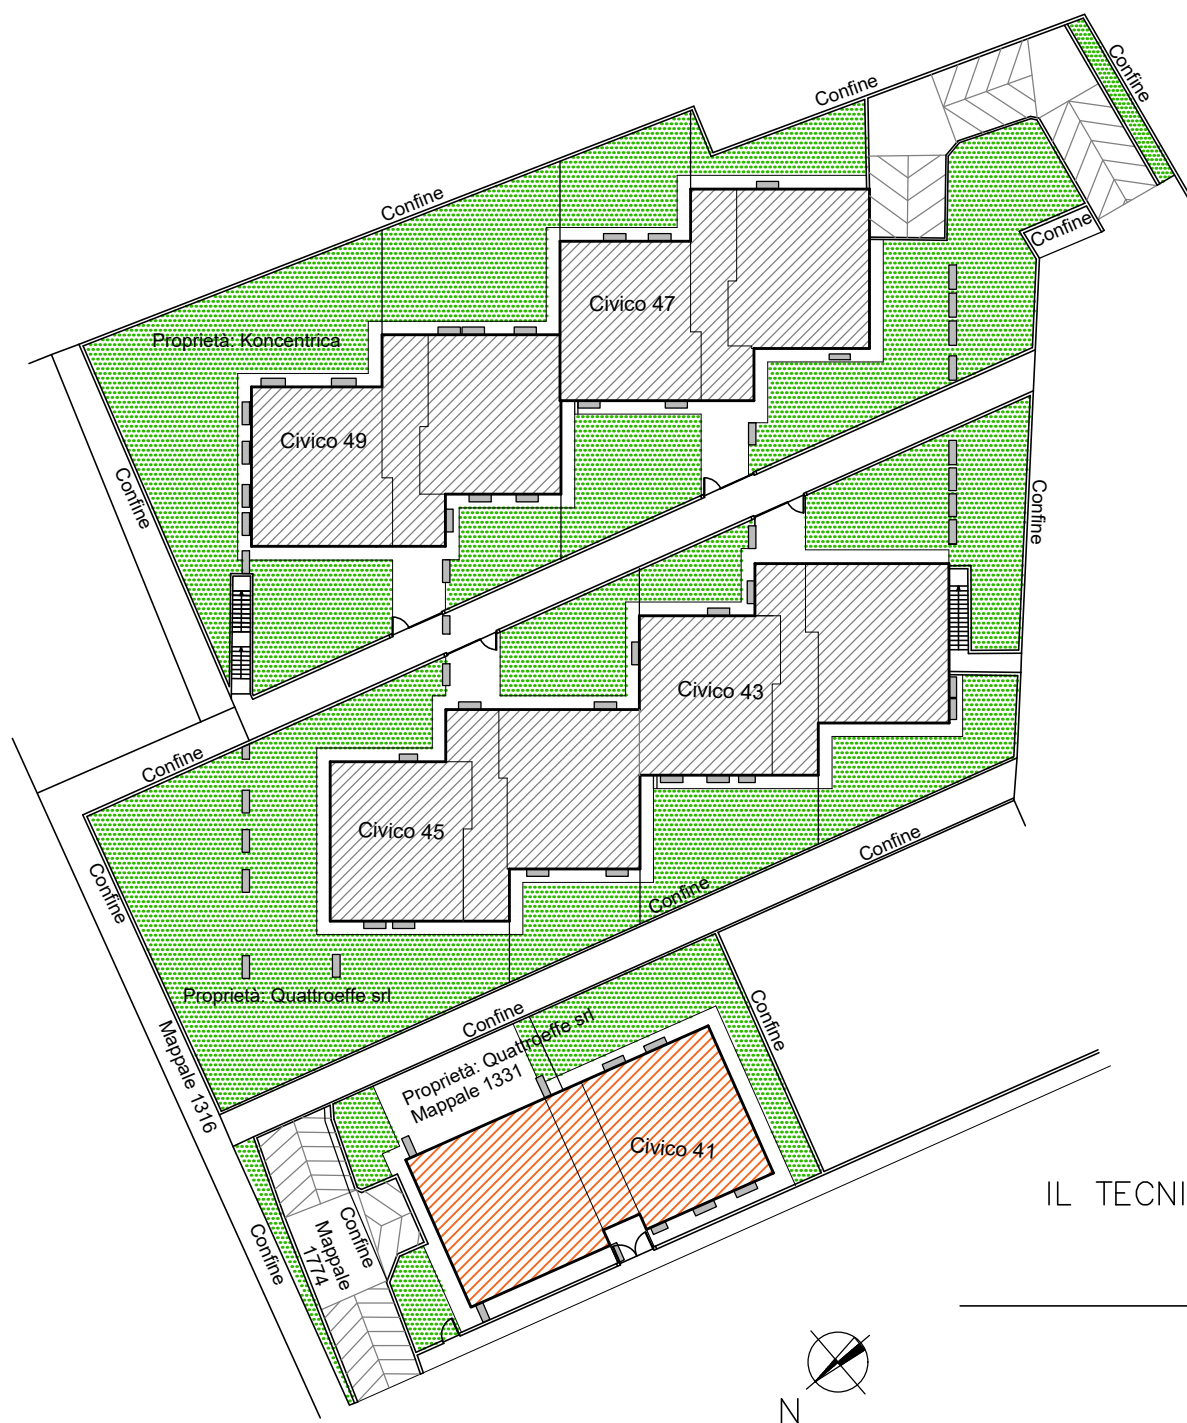 Confine
Confine
Confine
Confine
Civico 47
Proprietà: Koncentrica
Civico 49
Confine
Confine
Civico 43
Confine
Civico 45
Confine
Confine
Confine
Proprietà: Quattroeffe srl
Mappale 1316
Confine
Confine
Proprietà: Quattroeffe srl
Mappale 1331
Civico 41
Confine
Mappale
1774
Confine
IL TECNI
N